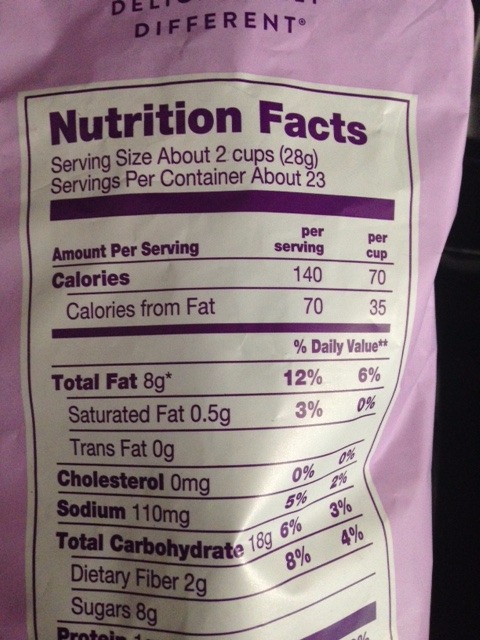 DIFFERENT®
Nutrition Facts
Serving Size About 2 cups (28g)
Servings Per Container About 23
Amount Per Serving per serving per cup
Calories 140 70
Calories from Fat 70 35
% Daily Value**
Total Fat 8g* 12% 6%
Saturated Fat 0.5g 3% 0%
Trans Fat 0g
Cholesterol 0mg 0% 0%
Sodium 110mg 5% 2%
Total Carbohydrate 18g 6% 3%
Dietary Fiber 2g 8% 4%
Sugars 8g
Protein